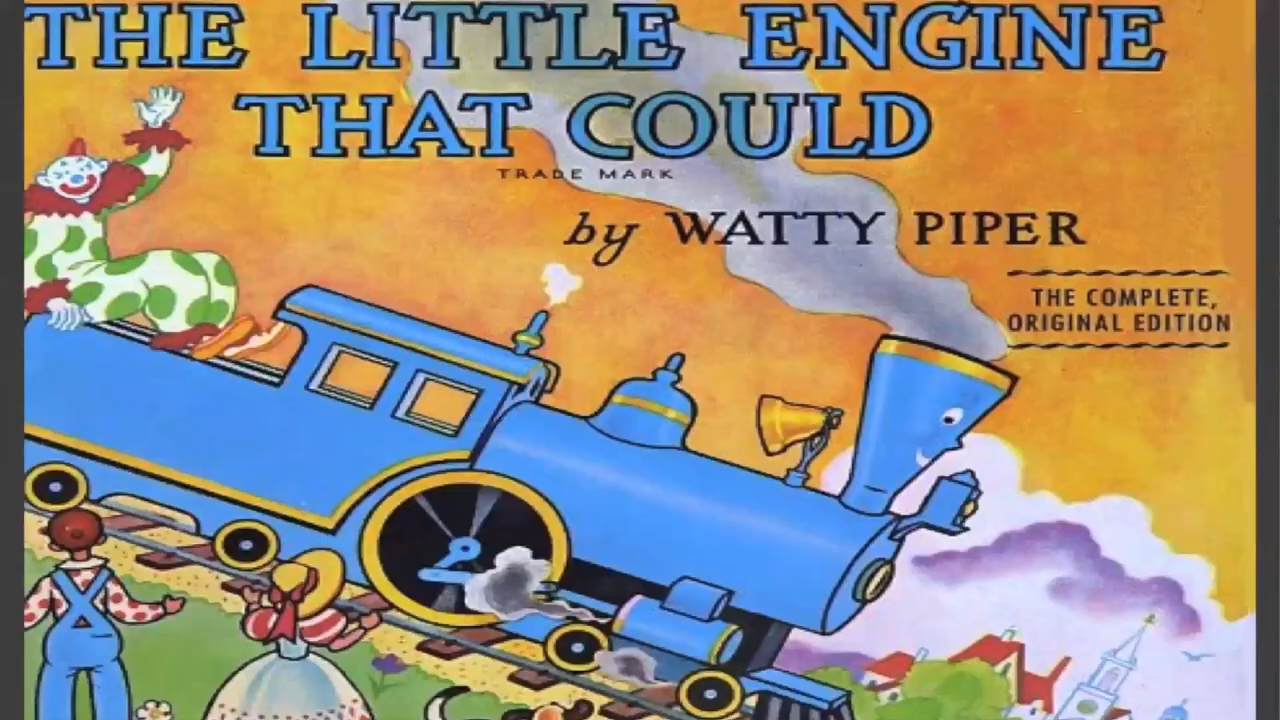 THE LITTLE ENGINE
THAT COULD
TRADE MARK
by WATTY PIPER
THE COMPLETE,
ORIGINAL EDITION